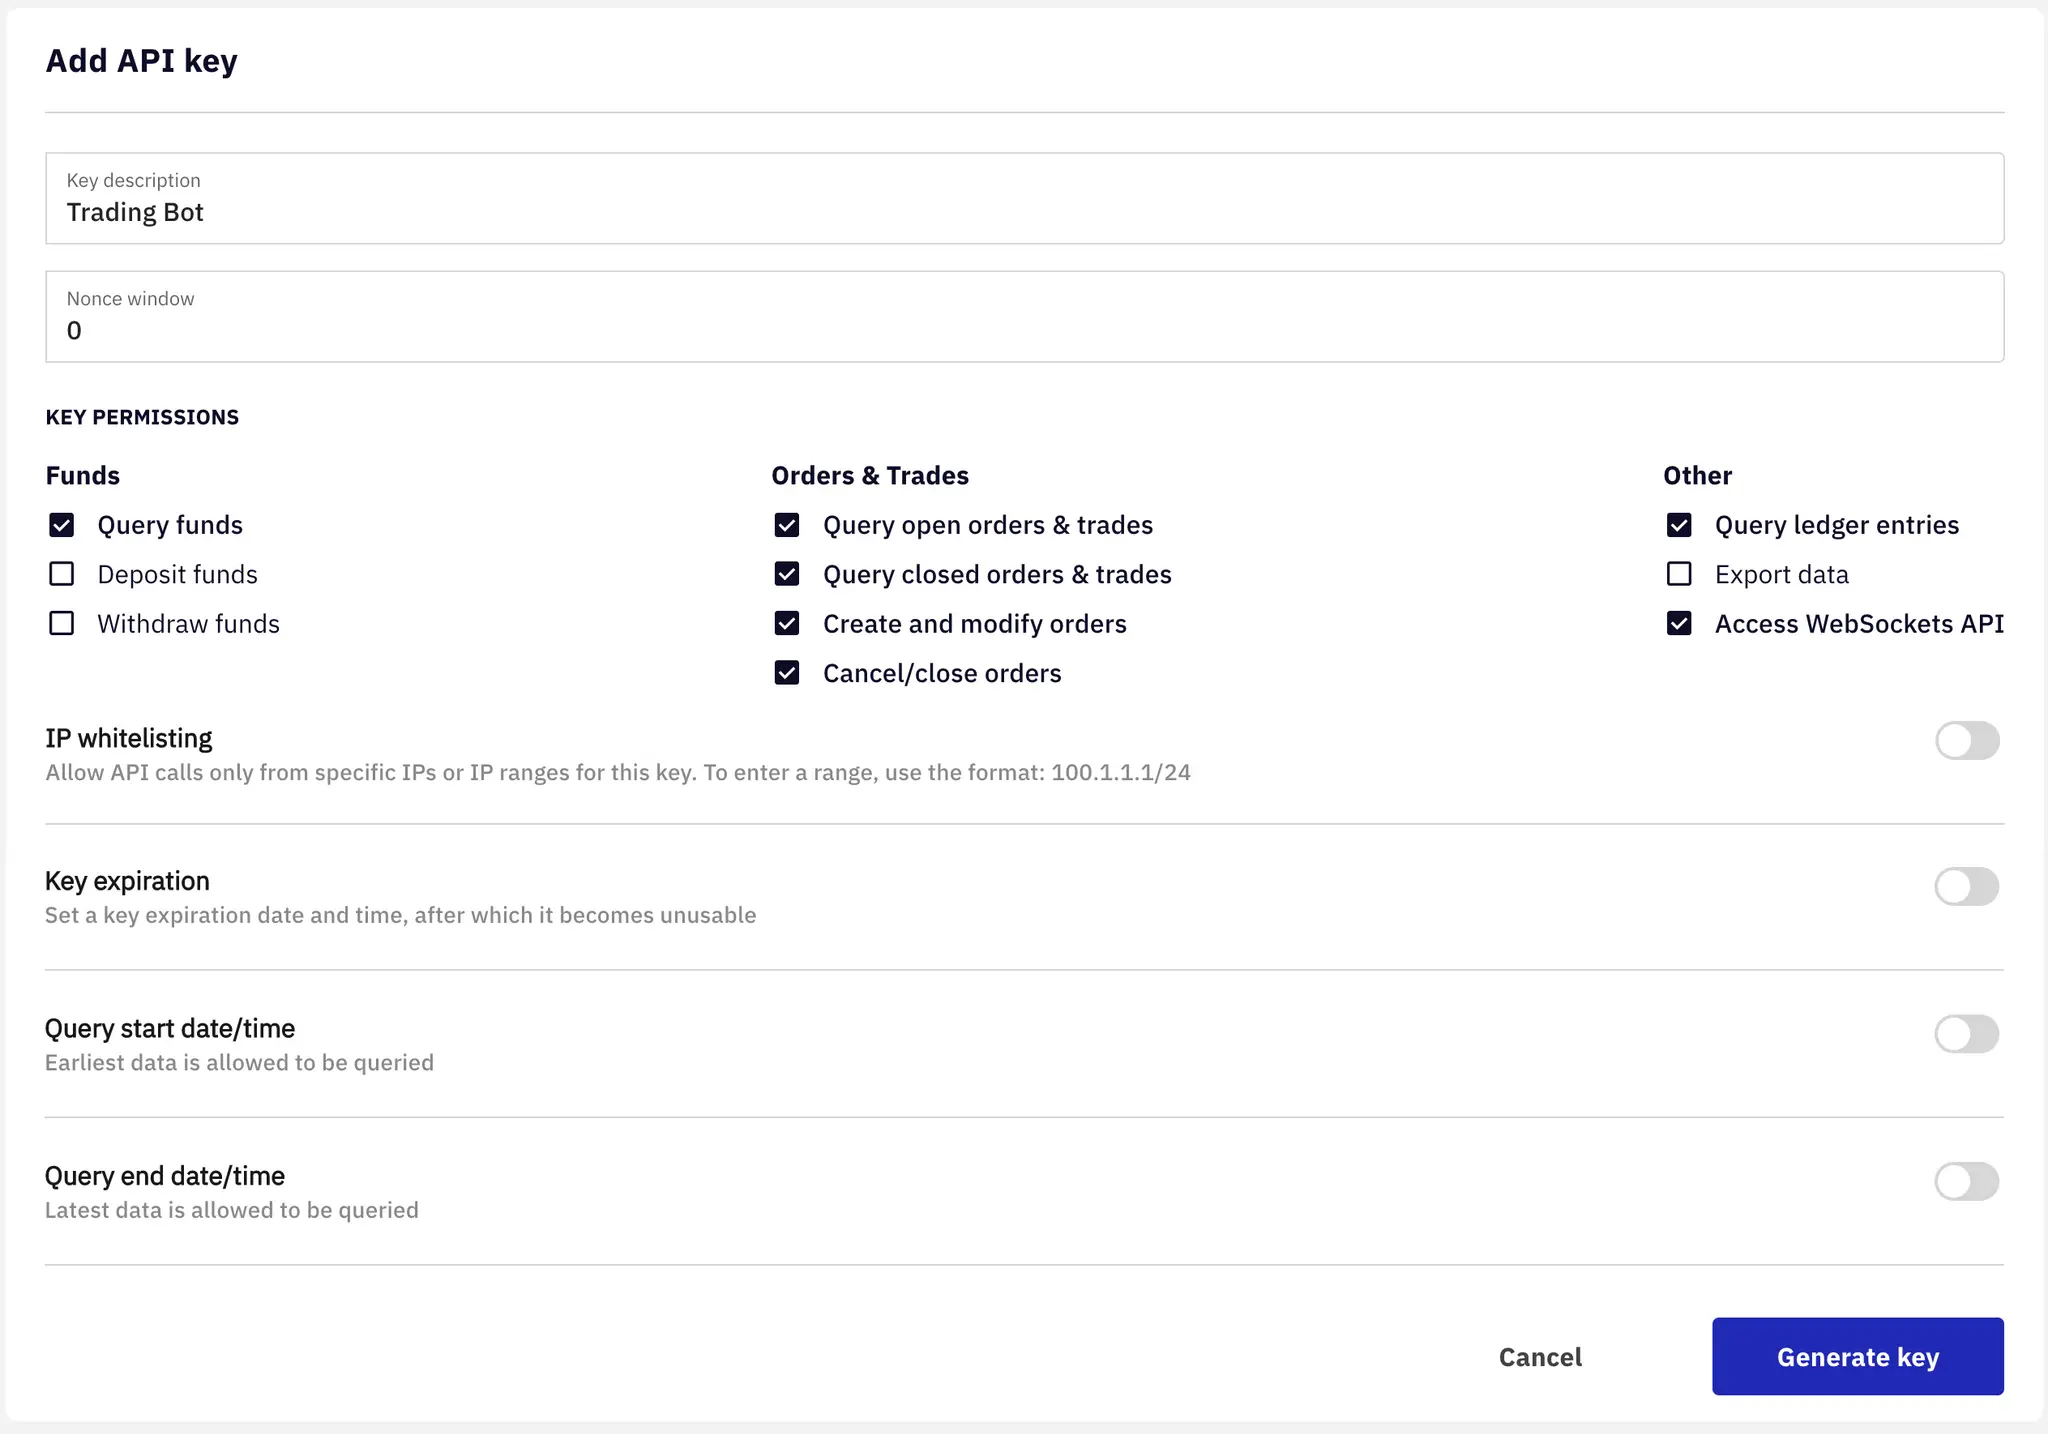 Add API key
Key description
Trading Bot
Nonce window
0
KEY PERMISSIONS
Funds
Query funds
Deposit funds
Withdraw funds
Orders & Trades
Query open orders & trades
Query closed orders & trades
Create and modify orders
Cancel/close orders
Other
Query ledger entries
Export data
Access WebSockets API
IP whitelisting
Allow API calls only from specific IPs or IP ranges for this key. To enter a range, use the format: 100.1.1.1/24
Key expiration
Set a key expiration date and time, after which it becomes unusable
Query start date/time
Earliest data is allowed to be queried
Query end date/time
Latest data is allowed to be queried
Cancel
Generate key